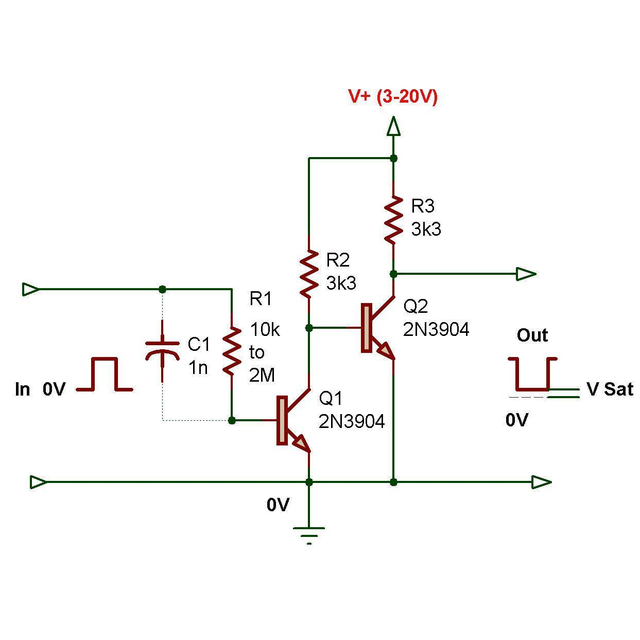 V+ (3-20V)
R3
3k3
R2
3k3
R1
10k
to
2M
Q2
2N3904
C1
1n
Out
In 0V
V Sat
0V
Q1
2N3904
0V